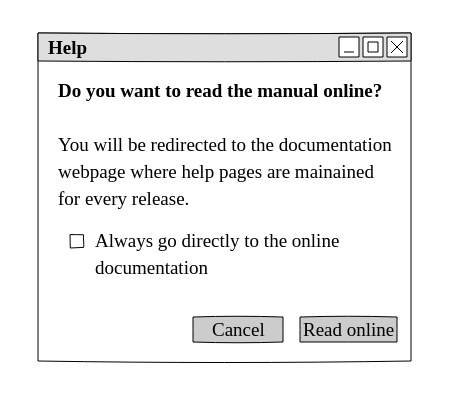 Help
Do you want to read the manual online?
You will be redirected to the documentation
webpage where help pages are mainained
for every release.
Always go directly to the online
documentation
Cancel
Read online